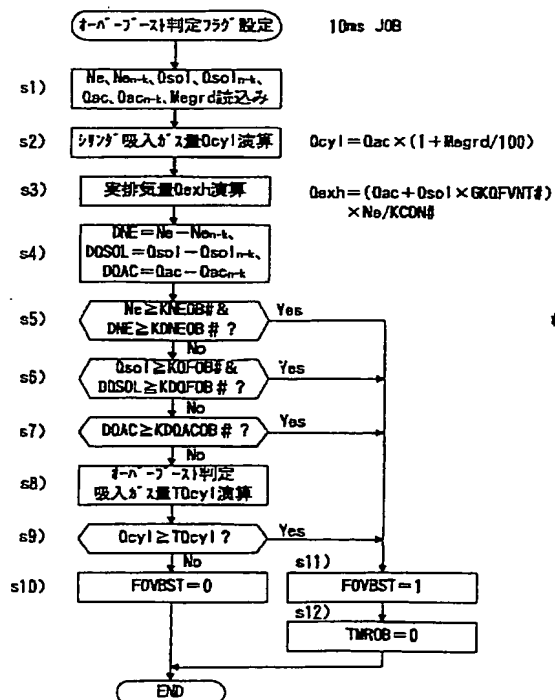 ｵｰﾊﾞｰﾌﾞｰｽﾄ判定ﾌﾗｸﾞ設定
10ms JOB
s1)
Ne、Nen-k、Qsol、Qsoln-k、
Qac、Qacn-k、Megrd読込み
s2)
ｼﾘﾝﾀﾞ吸入ｶﾞｽ量Qcyl演算
Qcyl=Qac×(1+Megrd/100)
s3)
実排気量Qexh演算
Qexh=(Qac+Qsol×GKQFVNT#)
×Ne/KCON#
s4)
DNE=Ne-Nen-k、
DQSOL=Qsol-Qsoln-k、
DQAC=Qac-Qacn-k
s5)
Ne≧KNEOB#&
DNE≧KDNEOB#?
Yes
No
s6)
Qsol≧KQFOB#&
DQSOL≧KDQFOB#?
Yes
No
s7)
DQAC≧KDQACOB#?
Yes
No
s8)
ｵｰﾊﾞｰﾌﾞｰｽﾄ判定
吸入ｶﾞｽ量TQcyl演算
s9)
Qcyl≧TQcyl?
Yes
No
s10)
FOVBST=0
s11)
FOVBST=1
s12)
TMROB=0
END